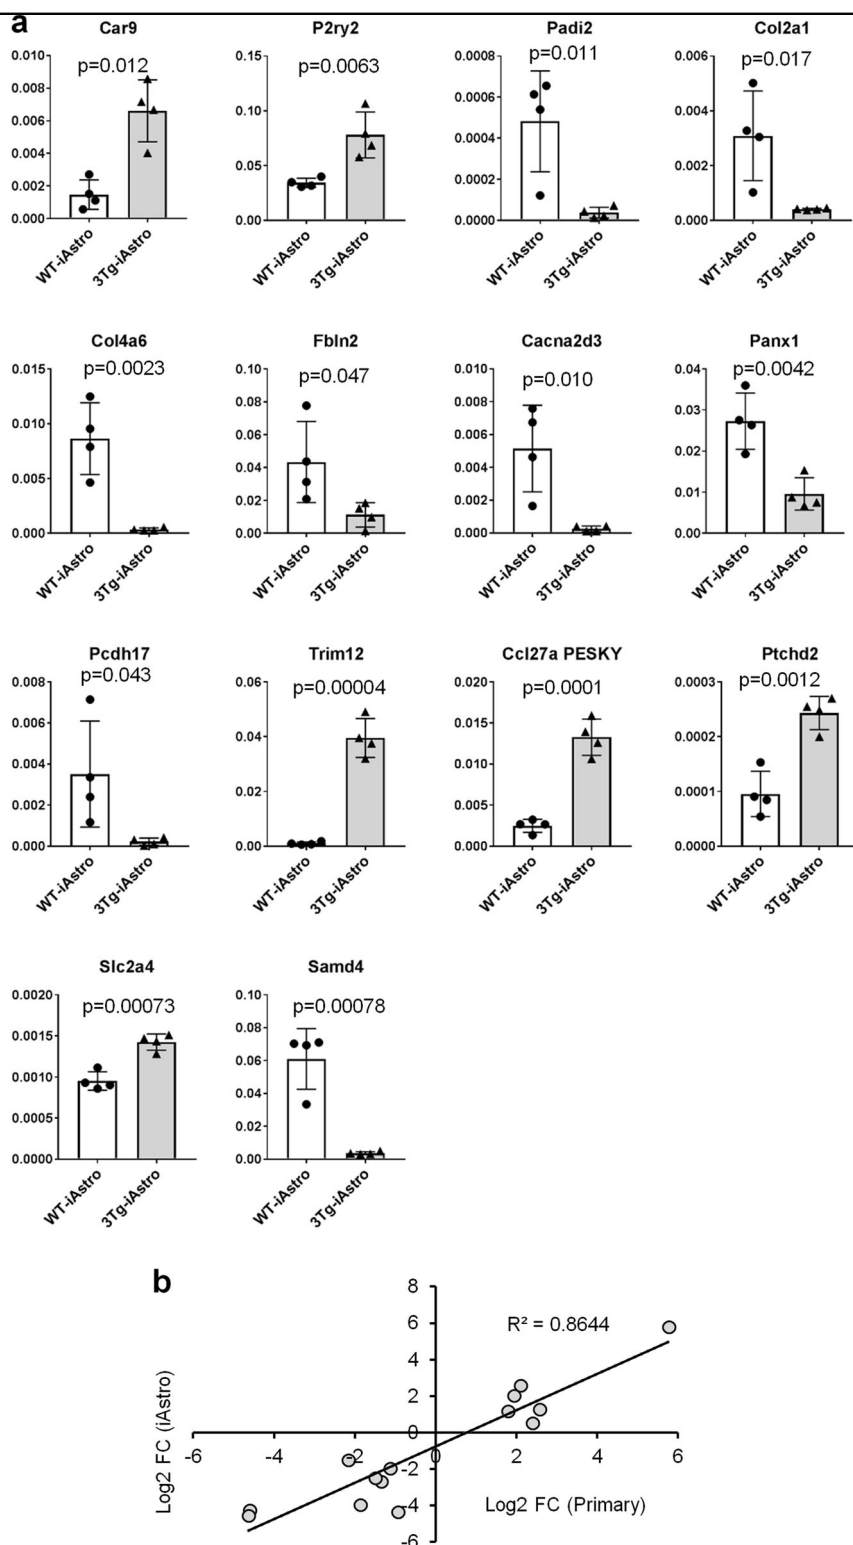 a
Car9 P2ry2 Padi2 Col2a1
p=0.012 p=0.0063 p=0.011 p=0.017
0.010 0.15 0.0008 0.006
0.008
0.006 0.10 0.0006 0.004
0.004 0.05 0.0004 0.002
0.002 0.0002
0.000 0.00 0.0000 0.000
WT-iAstro 3Tg-iAstro WT-iAstro 3Tg-iAstro WT-iAstro 3Tg-iAstro WT-iAstro 3Tg-iAstro
Col4a6 Fbln2 Cacna2d3 Panx1
p=0.0023 p=0.047 p=0.010 p=0.0042
0.015 0.10 0.010 0.04
0.08 0.008
0.010 0.06 0.006 0.03
0.005 0.04 0.004 0.02
0.02 0.002 0.01
0.000 0.00 0.000 0.00
WT-iAstro 3Tg-iAstro WT-iAstro 3Tg-iAstro WT-iAstro 3Tg-iAstro WT-iAstro 3Tg-iAstro
Pcdh17 Trim12 Ccl27a PESKY Ptchd2
p=0.043 p=0.00004 p=0.0001 p=0.0012
0.008 0.06 0.020 0.0003
0.006 0.04 0.015 0.0002
0.004 0.02 0.010 0.0001
0.002 0.005
0.000 0.00 0.000 0.0000
WT-iAstro 3Tg-iAstro WT-iAstro 3Tg-iAstro WT-iAstro 3Tg-iAstro WT-iAstro 3Tg-iAstro
Slc2a4 Samd4
p=0.00073 p=0.00078
0.0020 0.10
0.08
0.0015 0.06
0.0010 0.04
0.0005 0.02
0.0000 0.00
WT-iAstro 3Tg-iAstro WT-iAstro 3Tg-iAstro
b
8
6
R² = 0.8644
4
2
0
-6 -4 -2 0 2 4 6
-2
-4
-6
Log2 FC (iAstro)
Log2 FC (Primary)